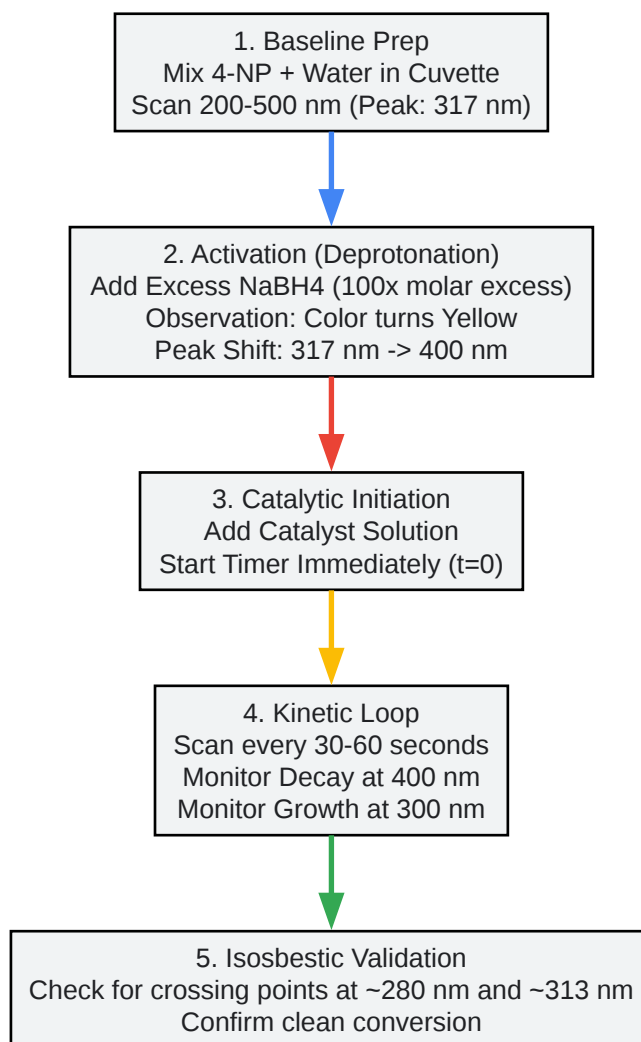 1. Baseline Prep
Mix 4-NP + Water in Cuvette
Scan 200-500 nm (Peak: 317 nm)
2. Activation (Deprotonation)
Add Excess NaBH4 (100x molar excess)
Observation: Color turns Yellow
Peak Shift: 317 nm -> 400 nm
3. Catalytic Initiation
Add Catalyst Solution
Start Timer Immediately (t=0)
4. Kinetic Loop
Scan every 30-60 seconds
Monitor Decay at 400 nm
Monitor Growth at 300 nm
5. Isosbestic Validation
Check for crossing points at ~280 nm and ~313 nm
Confirm clean conversion